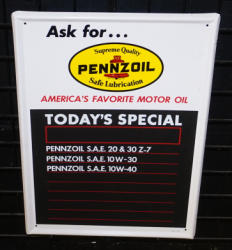 Ask for...
Supreme Quality
PENNZOIL
Safe Lubrication
AMERICA'S FAVORITE MOTOR OIL
TODAY'S SPECIAL
PENNZOIL S.A.E. 20 & 30 Z-7
PENNZOIL S.A.E. 10W-30
PENNZOIL S.A.E. 10W-40